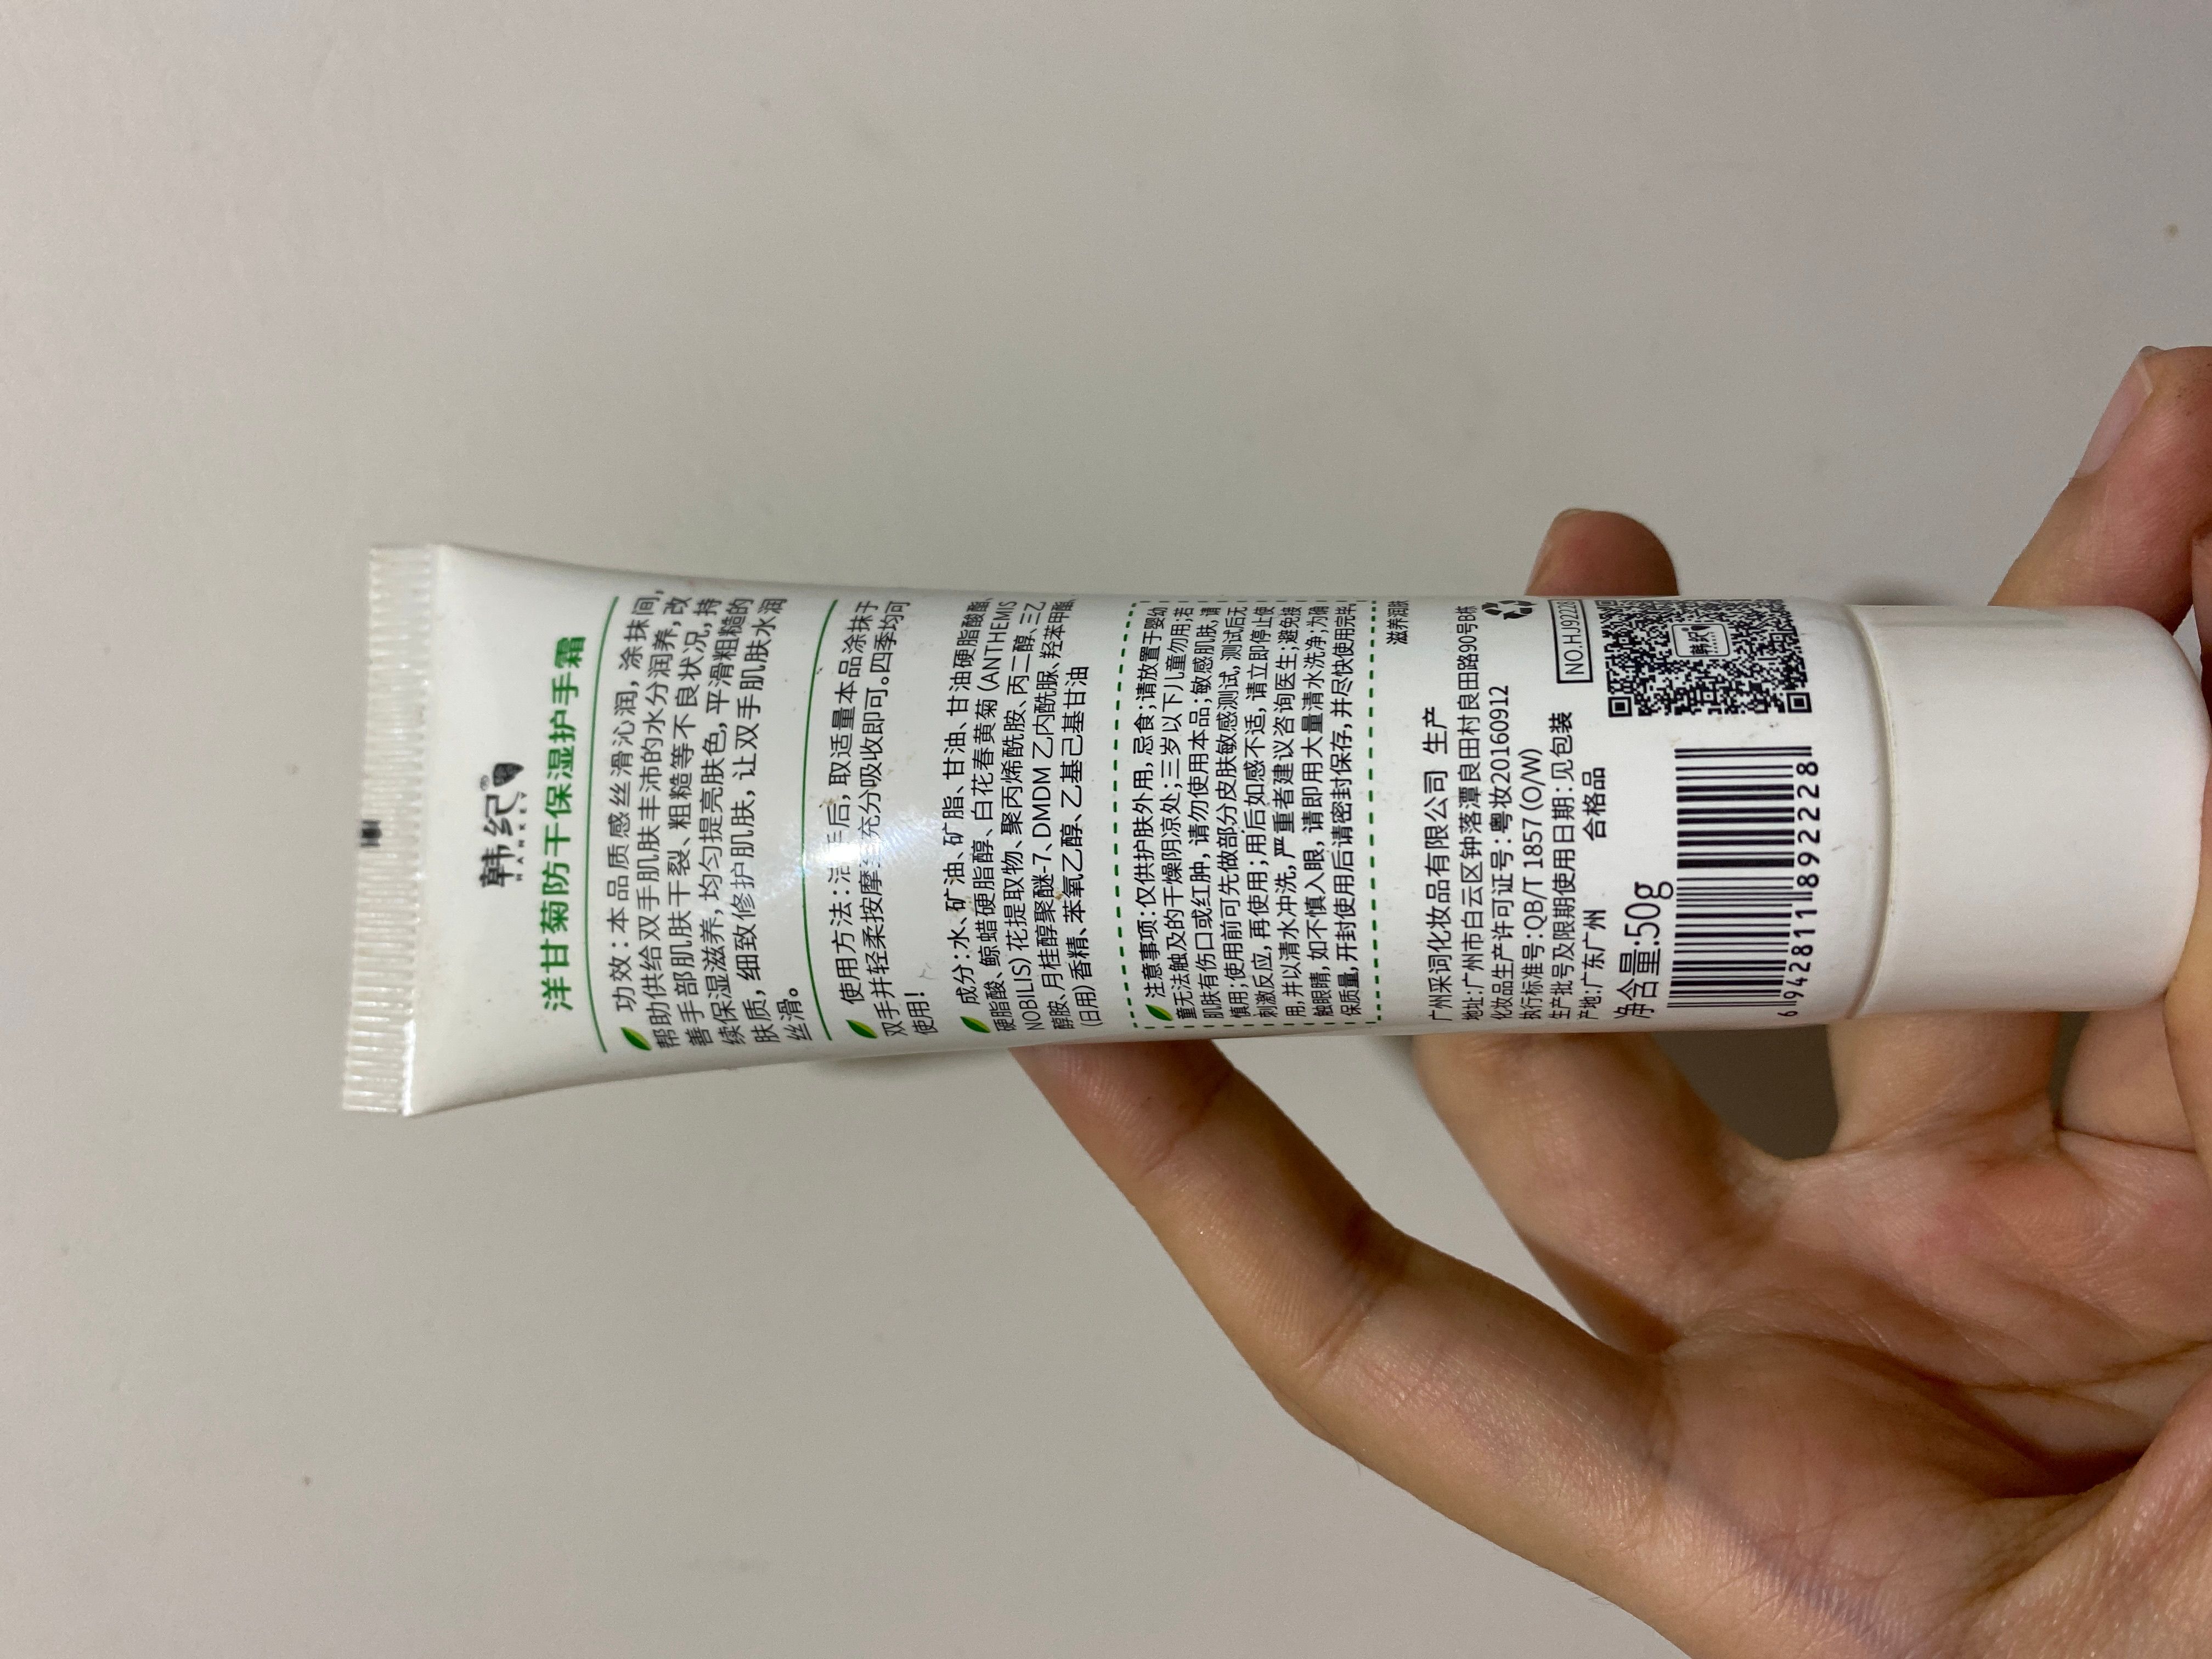 韩纪®
HANKEY
洋甘菊防干保湿护手霜
功效:本品质感丝滑沁润,涂抹间,
帮助供给双手肌肤丰沛的水分润养,改
善手部肌肤干裂、粗糙等不良状况,持
续保湿滋养,均匀提亮肤色,平滑粗糙的
肤质,细致修护肌肤,让双手肌肤水润
丝滑。
使用方法:洁手后,取适量本品涂抹于
双手并轻柔按摩至充分吸收即可。四季均可
使用!
成分:水、矿油、矿脂、甘油、甘油硬脂酸酯、
硬脂酸、鲸蜡硬脂醇、白花春黄菊(ANTHEMIS
NOBILIS)花提取物、聚丙烯酰胺、丙二醇、三乙
醇胺、月桂醇聚醚-7、DMDM 乙内酰脲、羟苯甲酯、
(日用)香精、苯氧乙醇、乙基己基甘油
注意事项:仅供护肤外用,忌食;请放置于婴幼
童无法触及的干燥阴凉处;三岁以下儿童勿用;若
肌肤有伤口或红肿,请勿使用本品;敏感肌肤,请
慎用;使用前可先做部分皮肤敏感测试,测试后无
刺激反应,再使用;用后如感不适,请立即停止使
用,并以清水冲洗,严重者建议咨询医生;避免接
触眼睛,如不慎入眼,请即用大量清水洗净;为确
保质量,开封使用后请密封保存,并尽快使用完毕。
滋养润肤
广州采词化妆品有限公司 生产
地址:广州市白云区钟落潭良田村良田路90号B栋
化妆品生产许可证号:粤妆20160912
执行标准号:QB/T 1857 (O/W)
生产批号及限期使用日期:见包装
产地:广东广州 合格品
NO.HJ92228
净含量:50g
韩纪
6942811892228